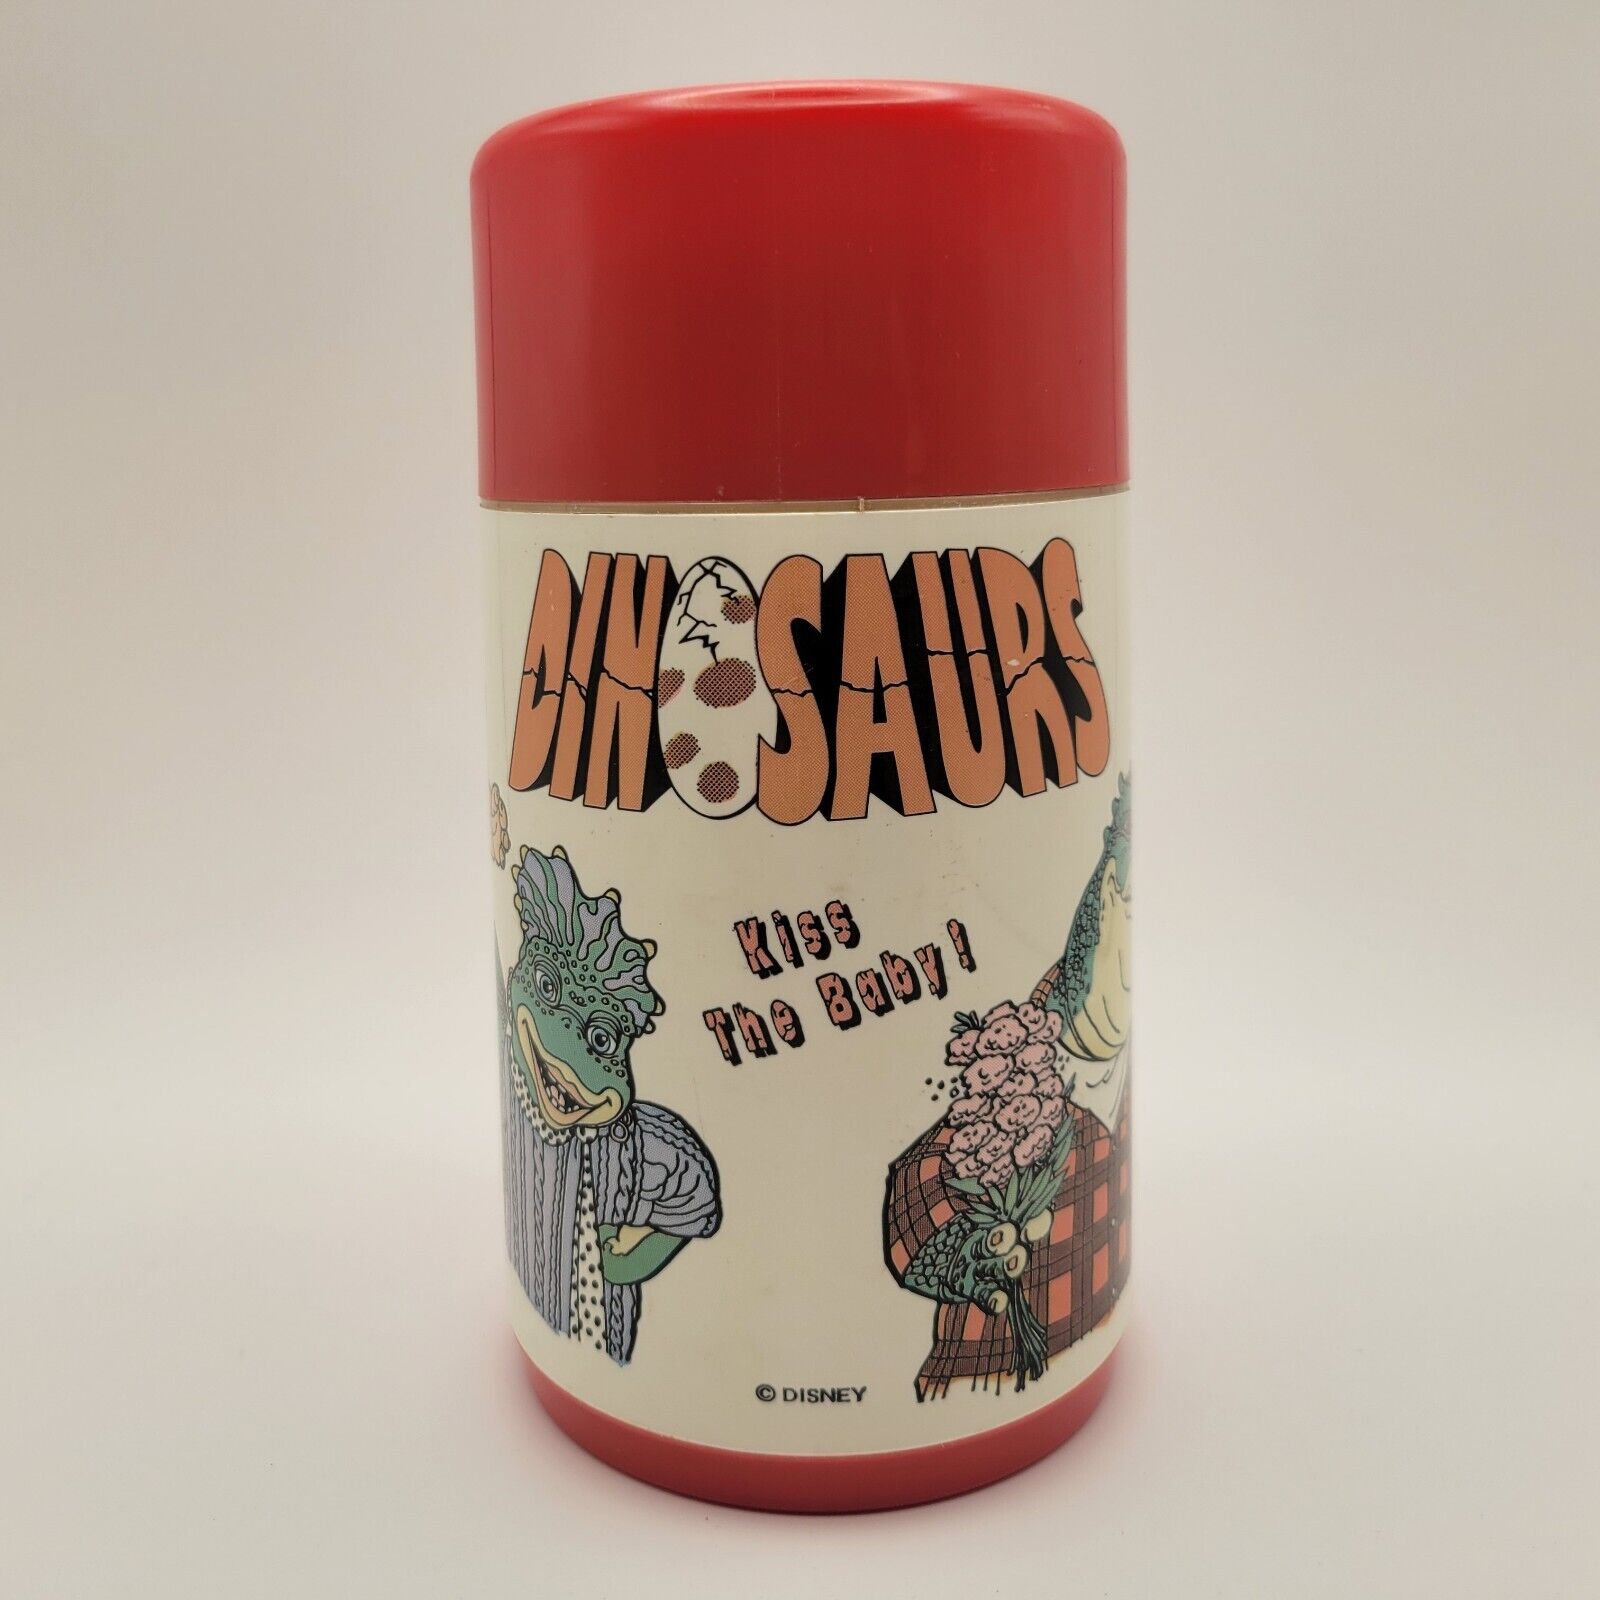 DINOSAURS
Kiss
The Baby!
© DISNEY